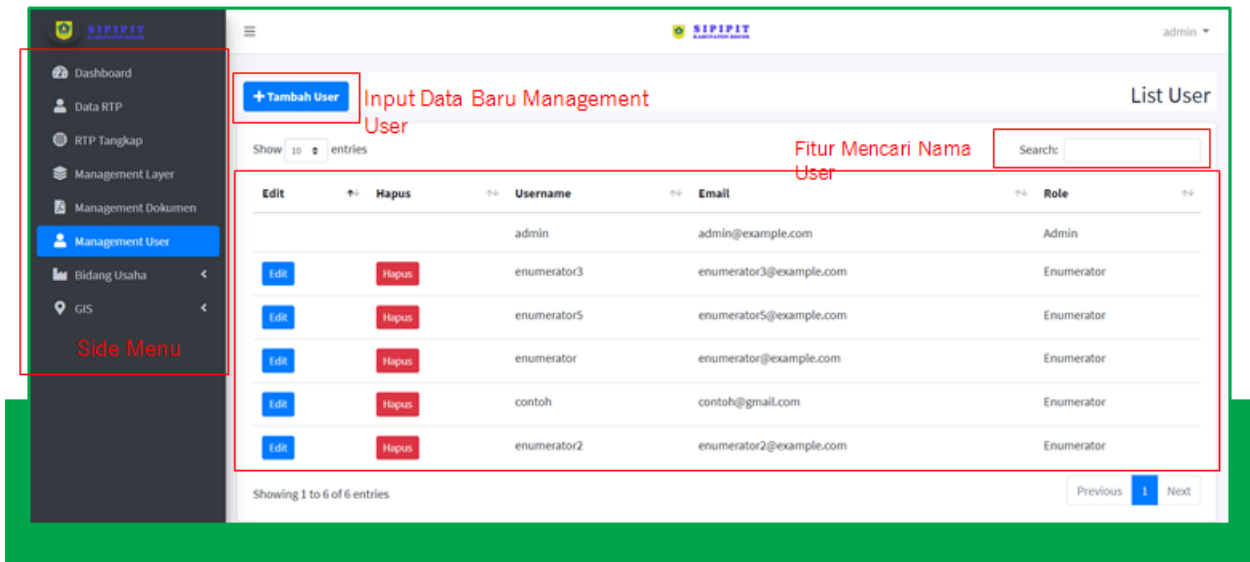 SIPIPIT
SIPIPIT
admin
Dashboard
Data RTP
RTP Tangkap
Management Layer
Management Dokumen
Management User
Bidang Usaha
GIS
Side Menu
+ Tambah User
Input Data Baru Management
User
List User
Show 10 entries
Fitur Mencari Nama
User
Search:
Edit Hapus Username Email Role
admin admin@example.com Admin
Edit Hapus enumerator3 enumerator3@example.com Enumerator
Edit Hapus enumerator5 enumerator5@example.com Enumerator
Edit Hapus enumerator enumerator@example.com Enumerator
Edit Hapus contoh contoh@gmail.com Enumerator
Edit Hapus enumerator2 enumerator2@example.com Enumerator
Showing 1 to 6 of 6 entries
Previous 1 Next